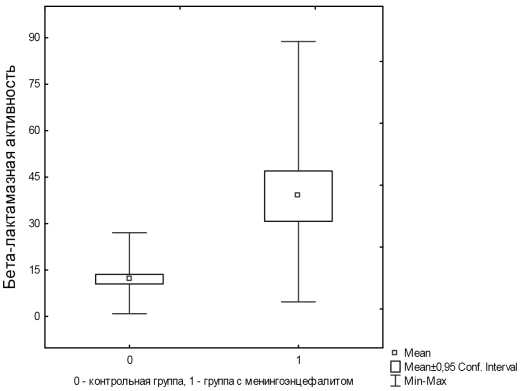 Бета-лактамазная активность
90
75
60
45
30
15
0
0
1
0 - контрольная группа, 1 - группа с менингоэнцефалитом
Mean
Mean±0,95 Conf. Interval
Min-Max